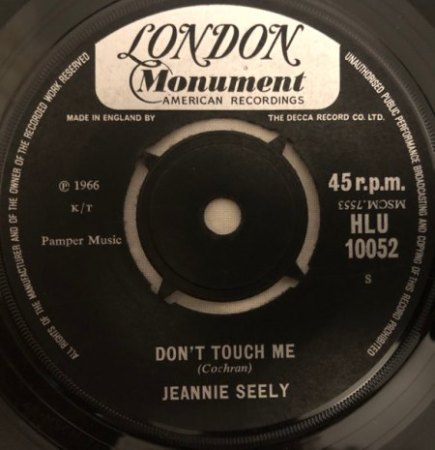 LONDON
Monument
AMERICAN RECORDINGS
MADE IN ENGLAND BY
THE DECCA RECORD CO. LTD.
ALL RIGHTS OF THE MANUFACTURER AND OF THE OWNER OF THE RECORDED WORK RESERVED
UNAUTHORISED PUBLIC PERFORMANCE BROADCASTING AND COPYING OF THIS RECORD PROHIBITED
℗ 1966
K/T
Pamper Music
45 r.p.m.
MSCM.7553
HLU
10052
S
DON'T TOUCH ME
(Cochran)
JEANNIE SEELY